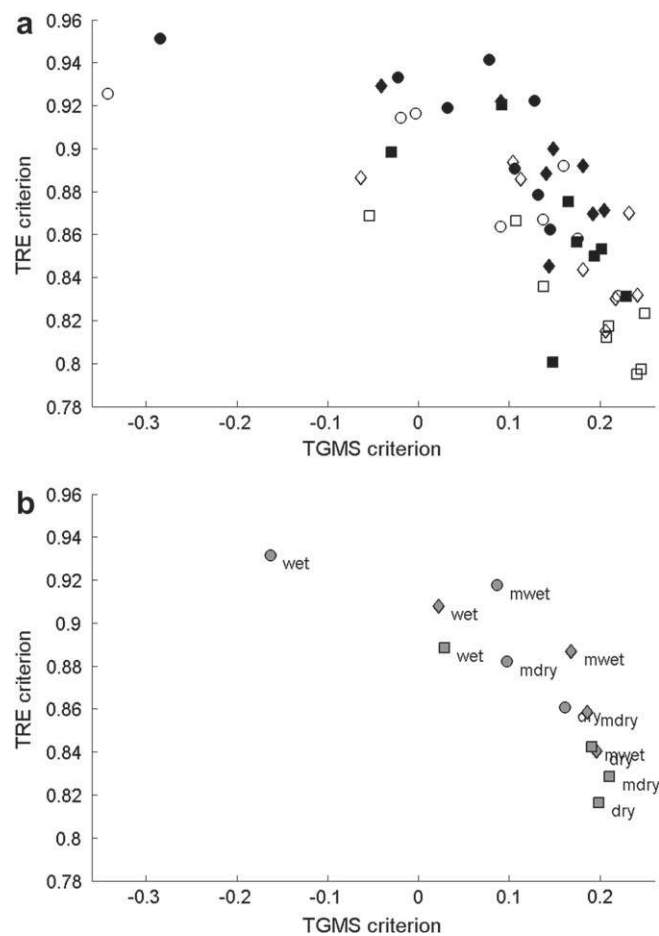 a
0.96
0.94
0.92
0.9
0.88
0.86
0.84
0.82
0.8
0.78
TRE criterion
-0.3 -0.2 -0.1 0 0.1 0.2
TGMS criterion
b
0.96
0.94
0.92
0.9
0.88
0.86
0.84
0.82
0.8
0.78
TRE criterion
wet
mwet
wet
wet
mwet
mdry
dry
mdry
mwet
dry
mdry
dry
-0.3 -0.2 -0.1 0 0.1 0.2
TGMS criterion